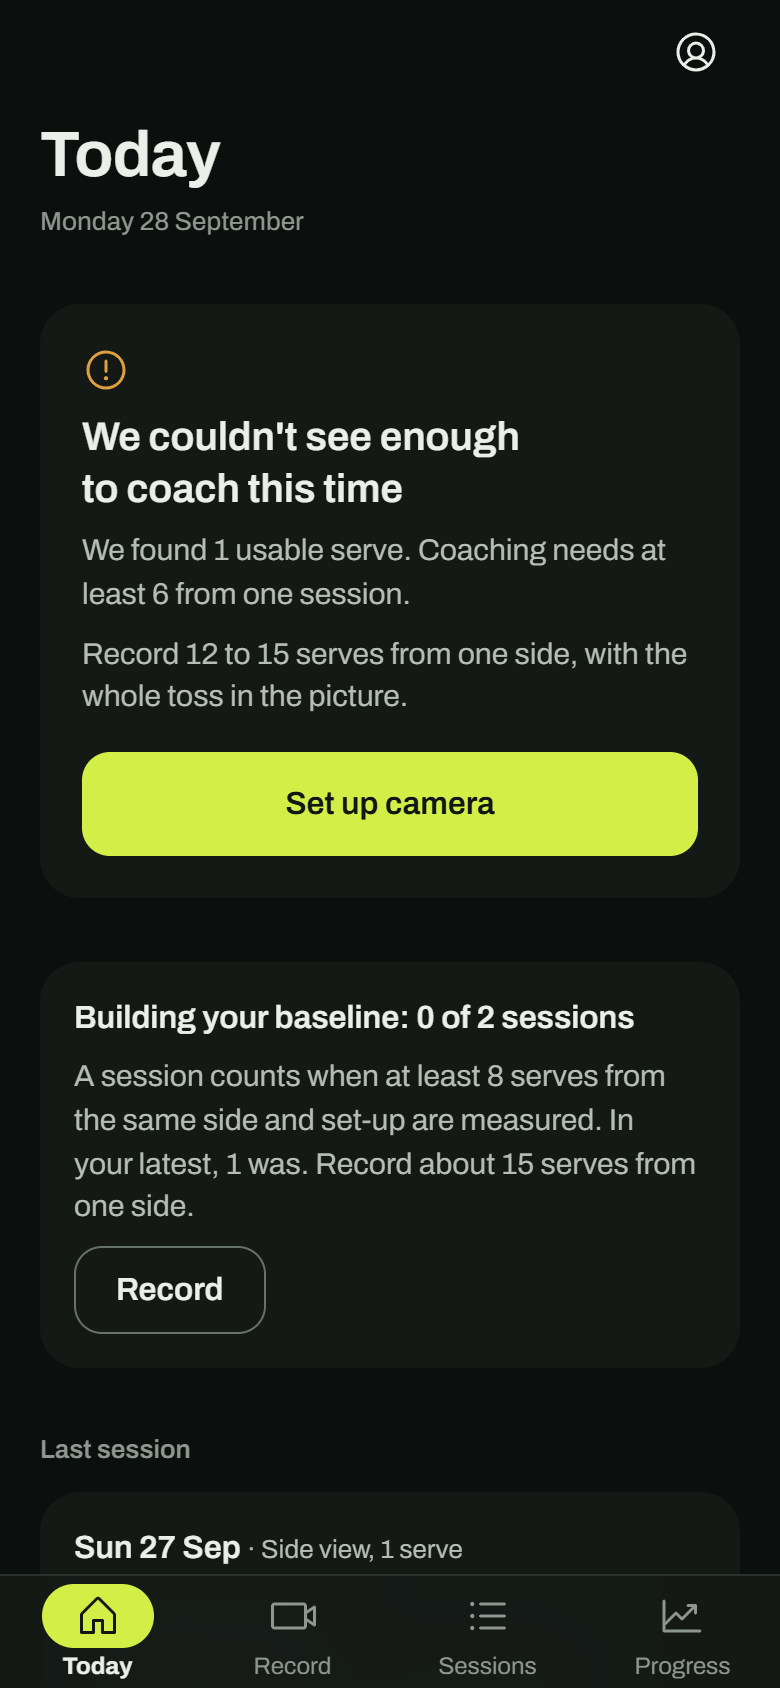 Today
Monday 28 September
We couldn't see enough
to coach this time
We found 1 usable serve. Coaching needs at
least 6 from one session.
Record 12 to 15 serves from one side, with the
whole toss in the picture.
Set up camera
Building your baseline: 0 of 2 sessions
A session counts when at least 8 serves from
the same side and set-up are measured. In
your latest, 1 was. Record about 15 serves from
one side.
Record
Last session
Sun 27 Sep · Side view, 1 serve
Today
Record
Sessions
Progress